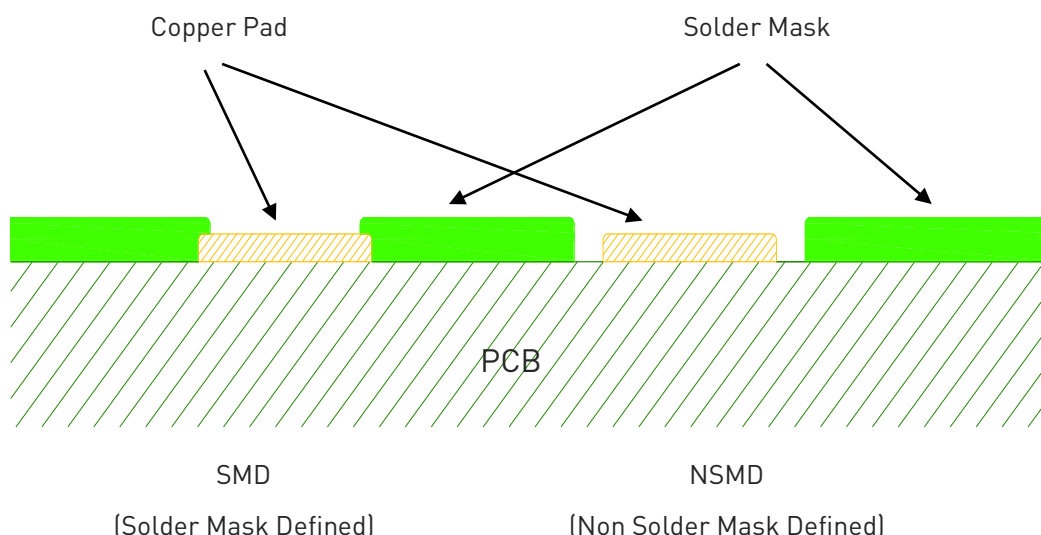 Copper Pad
Solder Mask
PCB
SMD
NSMD
(Solder Mask Defined)
(Non Solder Mask Defined)